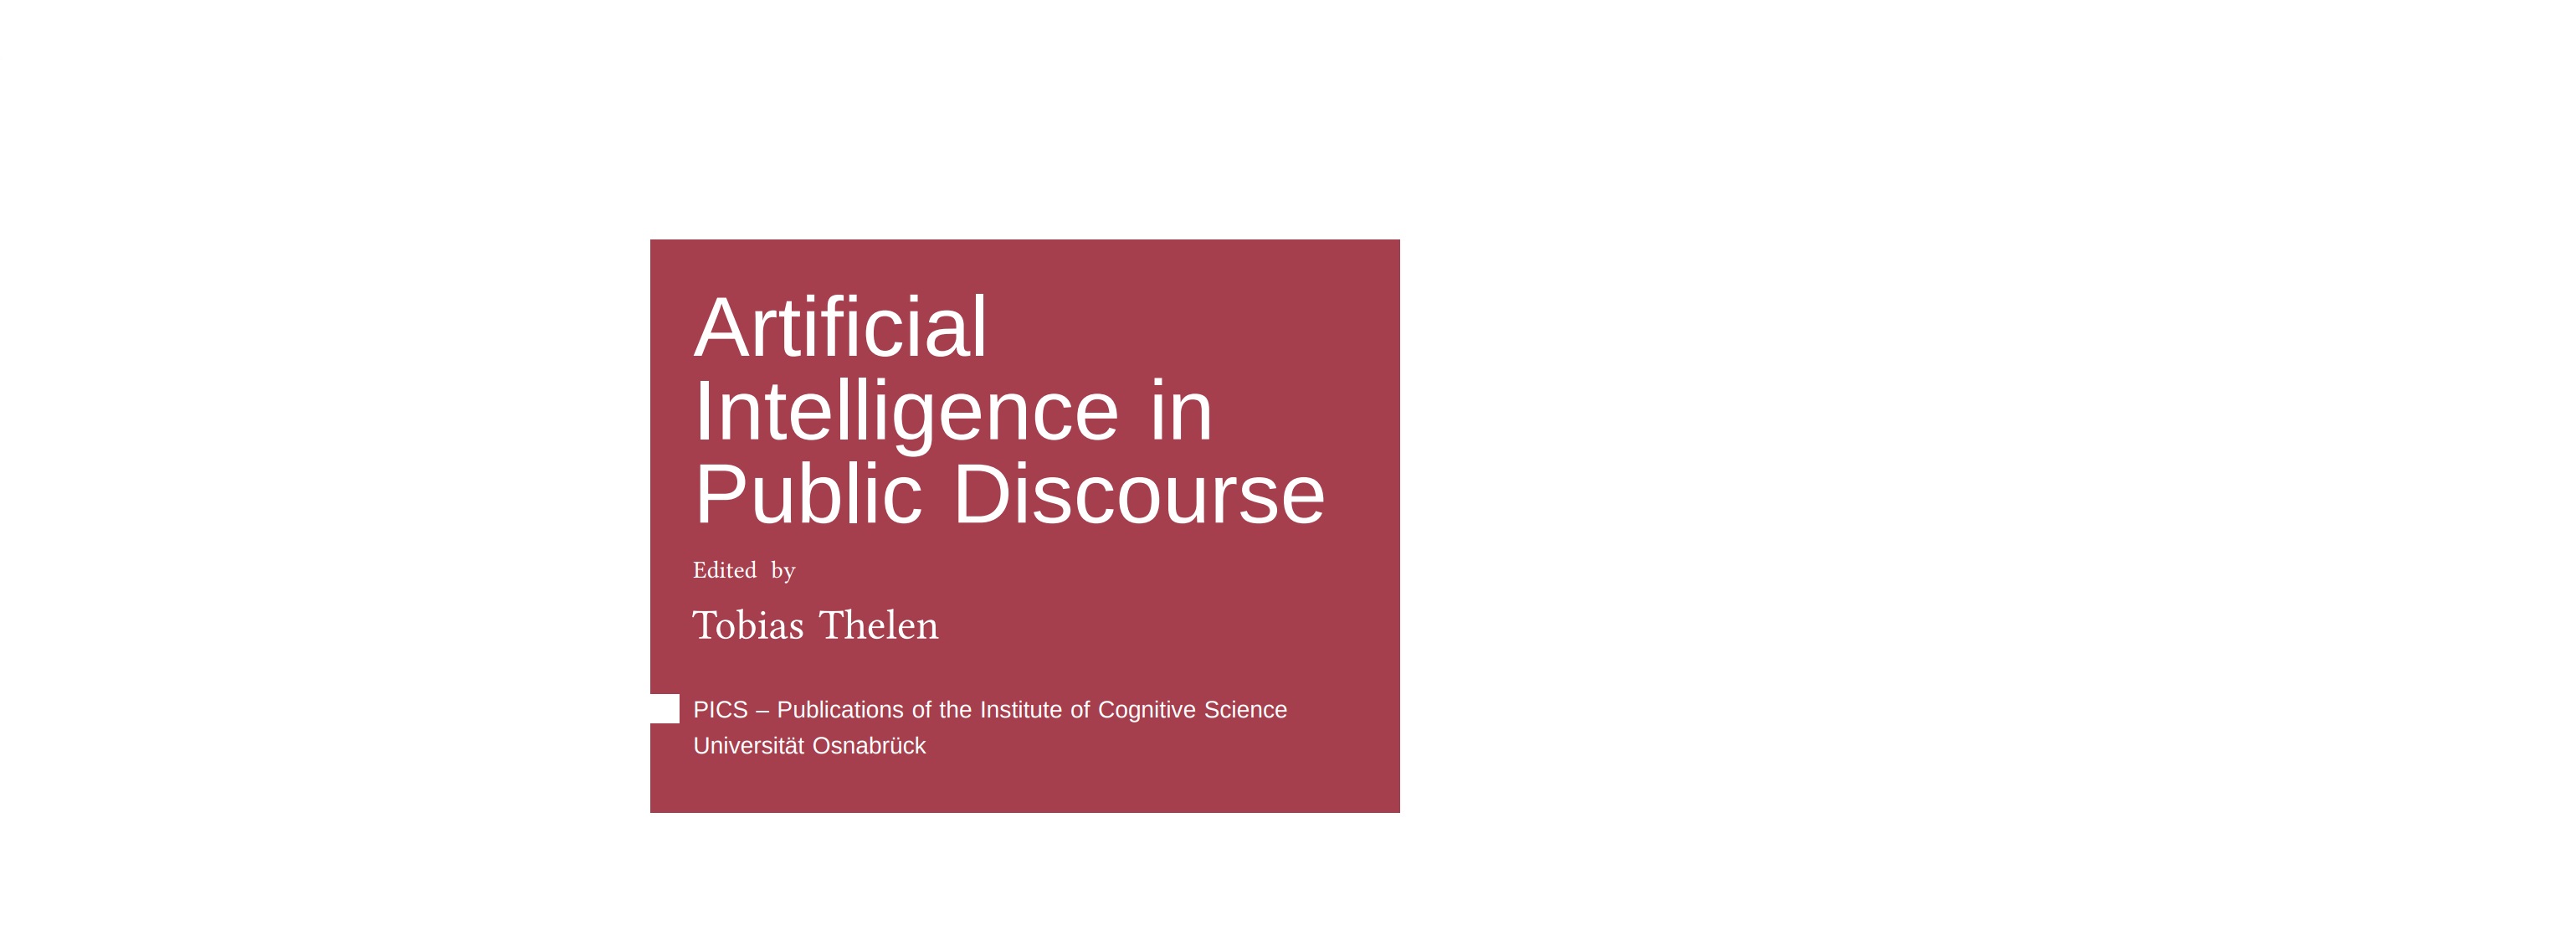 Artificial
Intelligence in
Public Discourse
Edited by
Tobias Thelen
PICS – Publications of the Institute of Cognitive Science
Universität Osnabrück